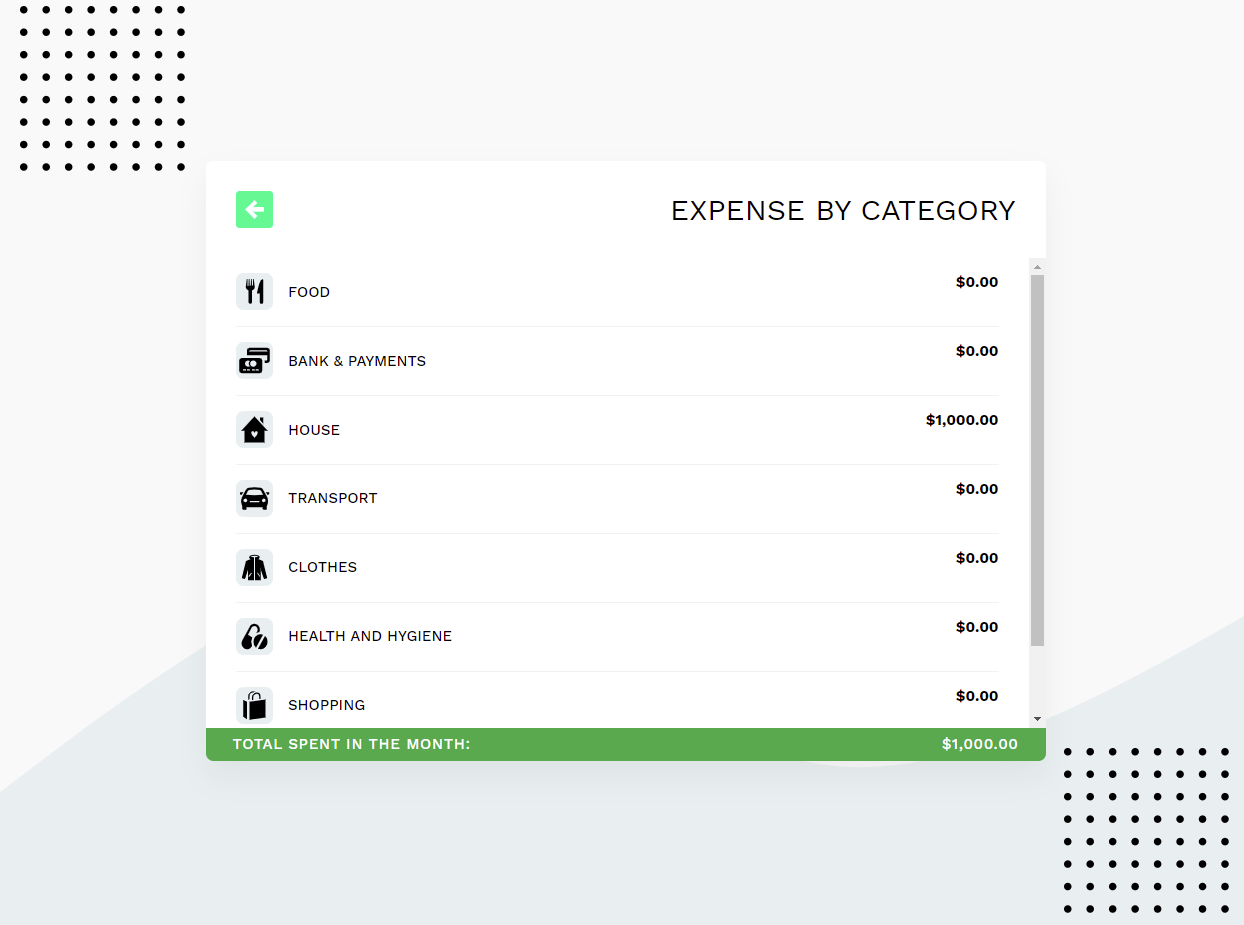 EXPENSE BY CATEGORY
FOOD $0.00
BANK & PAYMENTS $0.00
HOUSE $1,000.00
TRANSPORT $0.00
CLOTHES $0.00
HEALTH AND HYGIENE $0.00
SHOPPING $0.00
TOTAL SPENT IN THE MONTH: $1,000.00